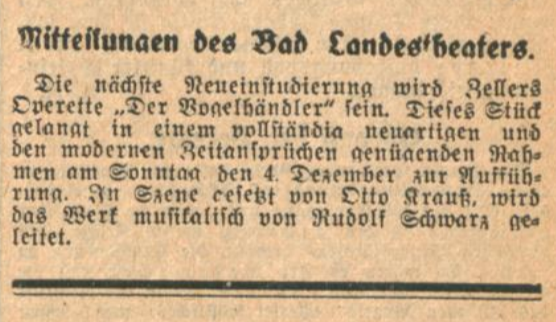 Mitteilungen des Bad Landestheaters.
Die nächste Neueinstudierung wird Zellers
Operette „Der Vogelhändler“ sein. Dieses Stück
gelangt in einem vollständig neuartigen und
den modernen Zeitansprüchen genügenden Rah-
men am Sonntag den 4. Dezember zur Auffüh-
rung. In Szene gesetzt von Otto Krauß, wird
das Werk musikalisch von Rudolf Schwarz ge-
leitet.